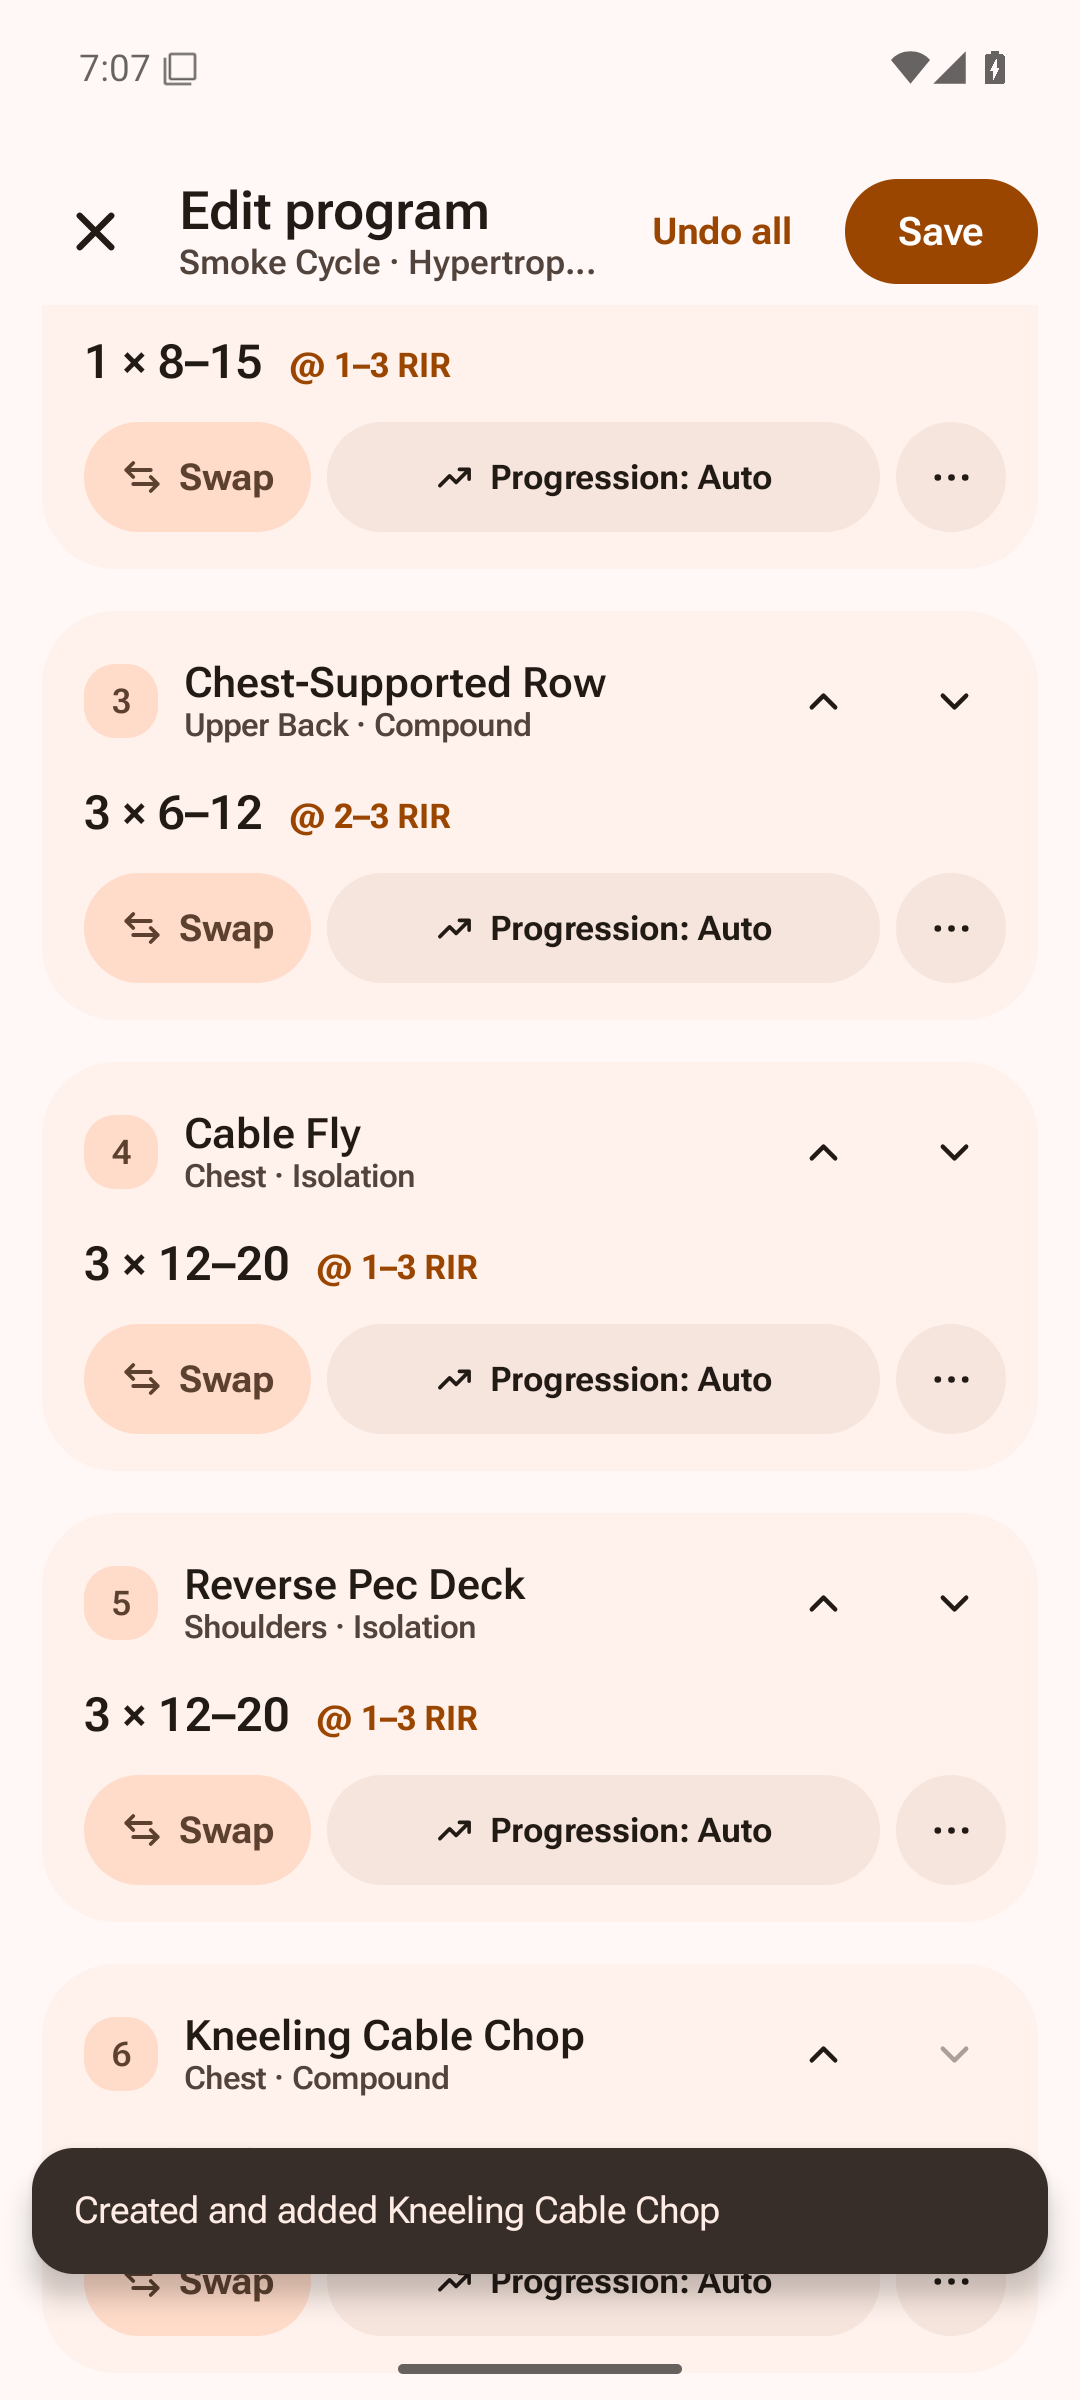 7:07
Edit program
Smoke Cycle · Hypertrop...
Undo all
Save
1 × 8–15 @ 1–3 RIR
Swap
Progression: Auto
3
Chest-Supported Row
Upper Back · Compound
3 × 6–12 @ 2–3 RIR
Swap
Progression: Auto
4
Cable Fly
Chest · Isolation
3 × 12–20 @ 1–3 RIR
Swap
Progression: Auto
5
Reverse Pec Deck
Shoulders · Isolation
3 × 12–20 @ 1–3 RIR
Swap
Progression: Auto
6
Kneeling Cable Chop
Chest · Compound
Created and added Kneeling Cable Chop
Swap
Progression: Auto